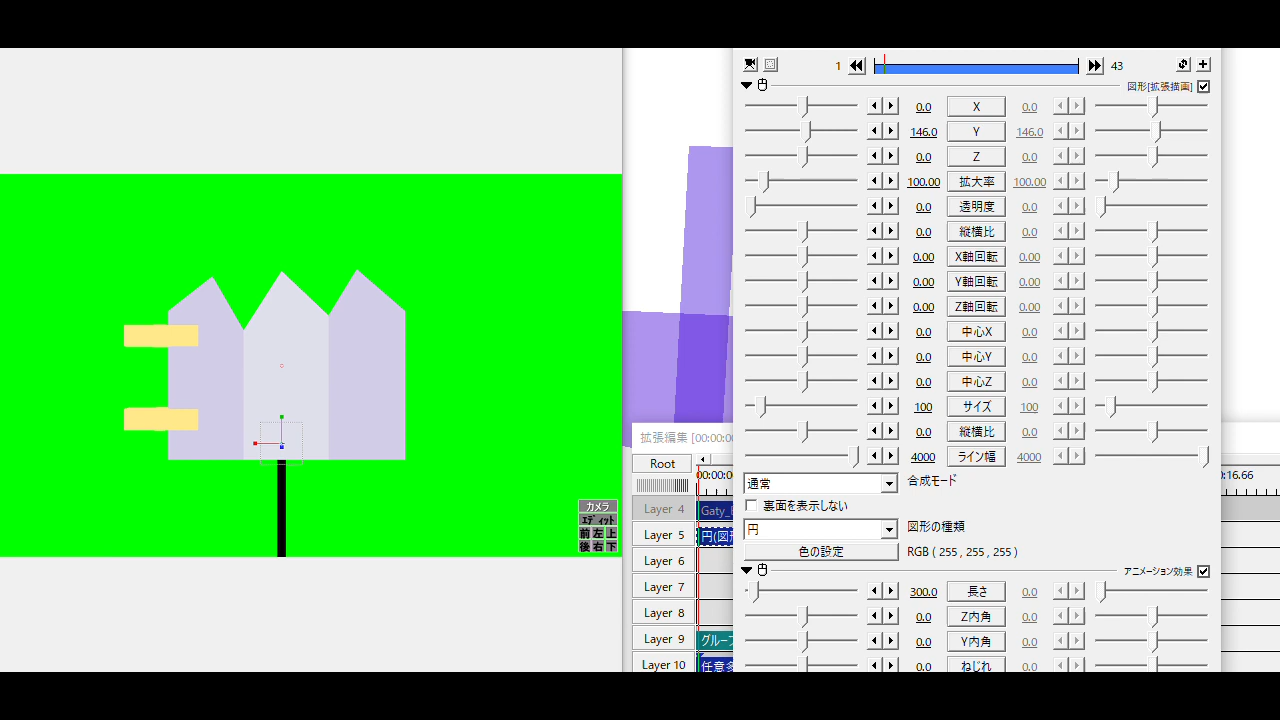 1
43
図形[拡張描画]
0.0 X 0.0
146.0 Y 146.0
0.0 Z 0.0
100.00 拡大率 100.00
0.0 透明度 0.0
0.0 縦横比 0.0
0.00 X軸回転 0.00
0.00 Y軸回転 0.00
0.00 Z軸回転 0.00
0.0 中心X 0.0
0.0 中心Y 0.0
0.0 中心Z 0.0
100 サイズ 100
0.0 縦横比 0.0
4000 ライン幅 4000
通常 合成モード
裏面を表示しない
円 図形の種類
色の設定 RGB ( 255 , 255 , 255 )
アニメーション効果
300.0 長さ 0.0
0.0 Z内角 0.0
0.0 Y内角 0.0
0.0 ねじれ 0.0
カメラ
エディット
前 左 上
後 右 下
拡張編集 [00:00:0
Root
00:00:0
:16.66
Layer 4
Layer 5 円(図形
Layer 6
Layer 7
Layer 8
Layer 9 グルー
Layer 10 任意多